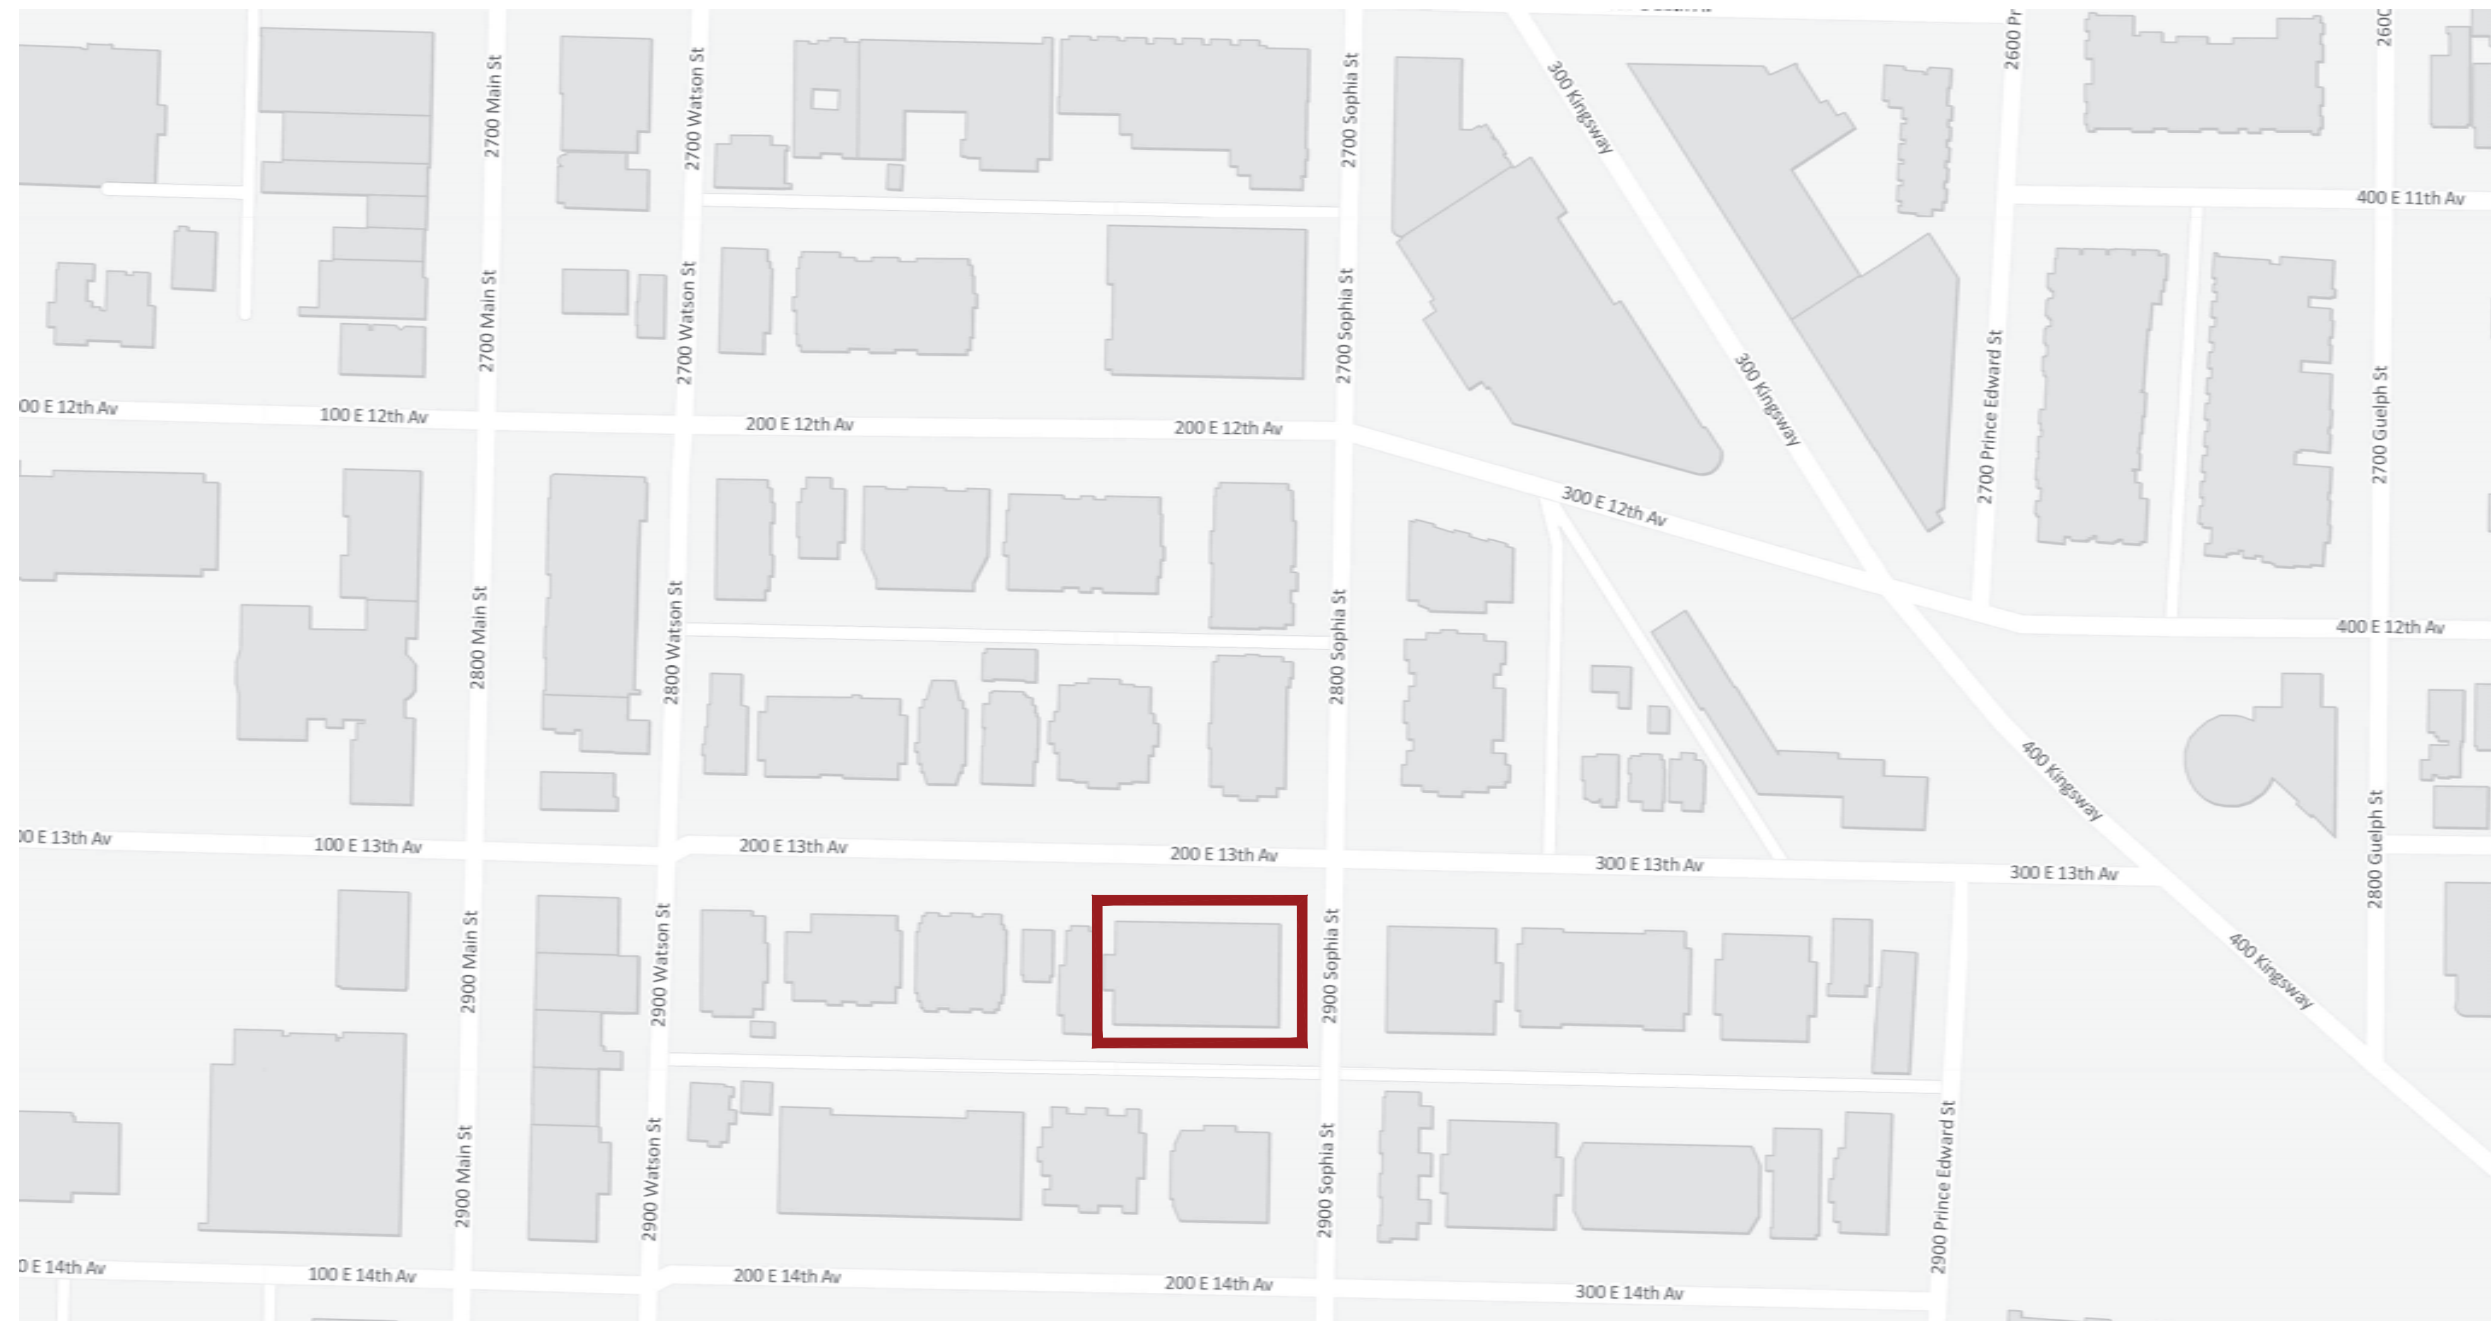 2600 Pr
260
2700 Main St
2700 Watson St
2700 Sophia St
300 Kingsway
400 E 11th Av
2700 Main St
2700 Watson St
2700 Sophia St
300 Kingsway
2700 Prince Edward St
2700 Guelph St
00 E 12th Av
100 E 12th Av
200 E 12th Av
200 E 12th Av
300 E 12th Av
400 E 12th Av
2800 Main St
2800 Watson St
2800 Sophia St
400 Kingsway
2800 Guelph St
00 E 13th Av
100 E 13th Av
200 E 13th Av
200 E 13th Av
300 E 13th Av
300 E 13th Av
2900 Main St
2900 Watson St
2900 Sophia St
400 Kingsway
2900 Main St
2900 Watson St
2900 Sophia St
2900 Prince Edward St
0 E 14th Av
100 E 14th Av
200 E 14th Av
200 E 14th Av
300 E 14th Av